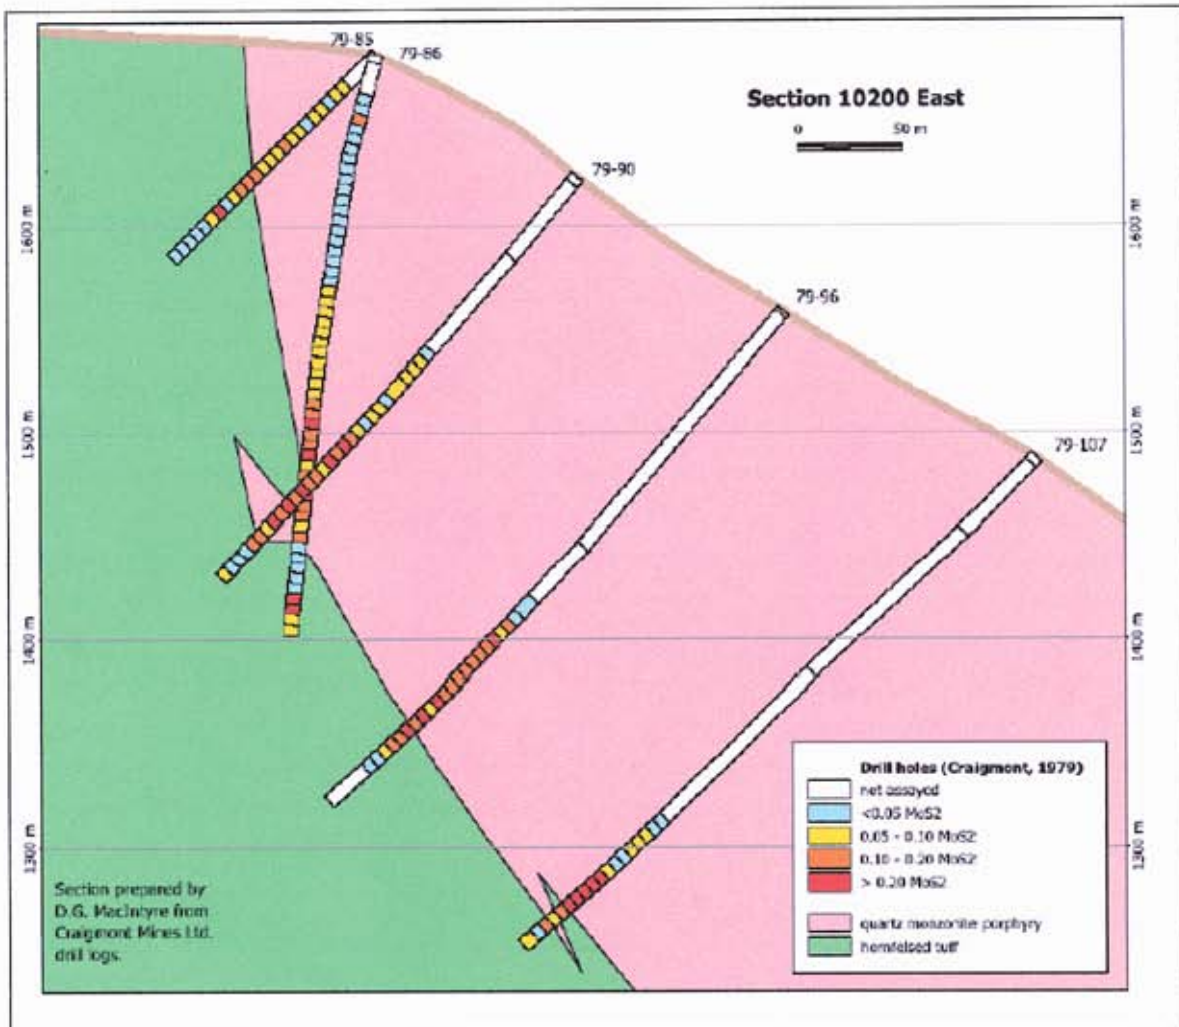 79-85
79-86
Section 10200 East
0 50 m
79-90
1600 m
1600 m
79-96
1500 m
1500 m
79-107
1400 m
1400 m
Drill holes (Craigmont, 1979)
not assayed
<0.05 MoS2
0.05 - 0.10 MoS2
0.10 - 0.20 MoS2
> 0.20 MoS2
1300 m
1300 m
Section prepared by
D.G. MacIntyre from
Craigmont Mines Ltd.
drill logs.
quartz monzonite porphyry
hornfelsed tuff